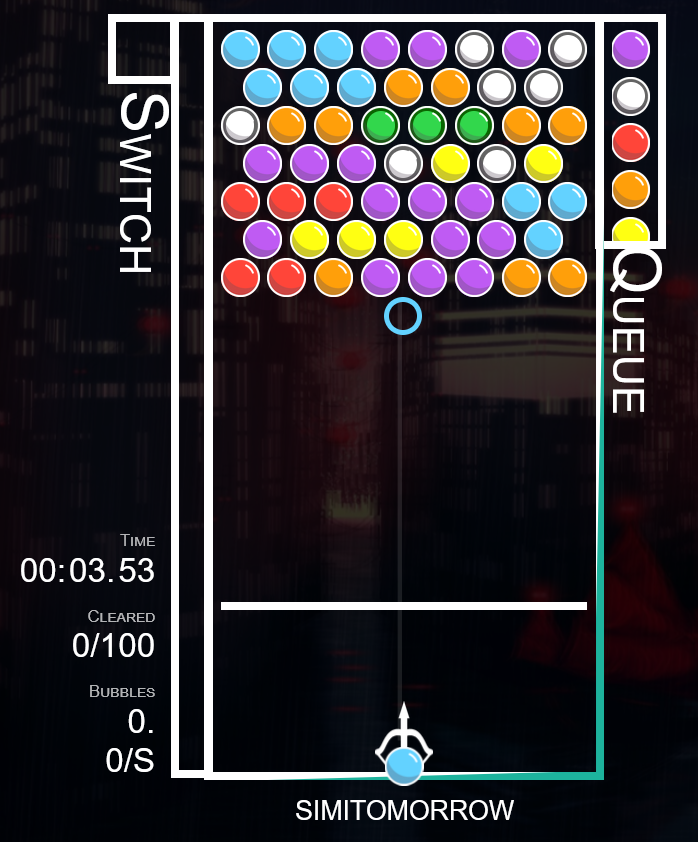 SWITCH
QUEUE
TIME
00:03.53
CLEARED
0/100
BUBBLES
0.
0/S
SIMITOMORROW